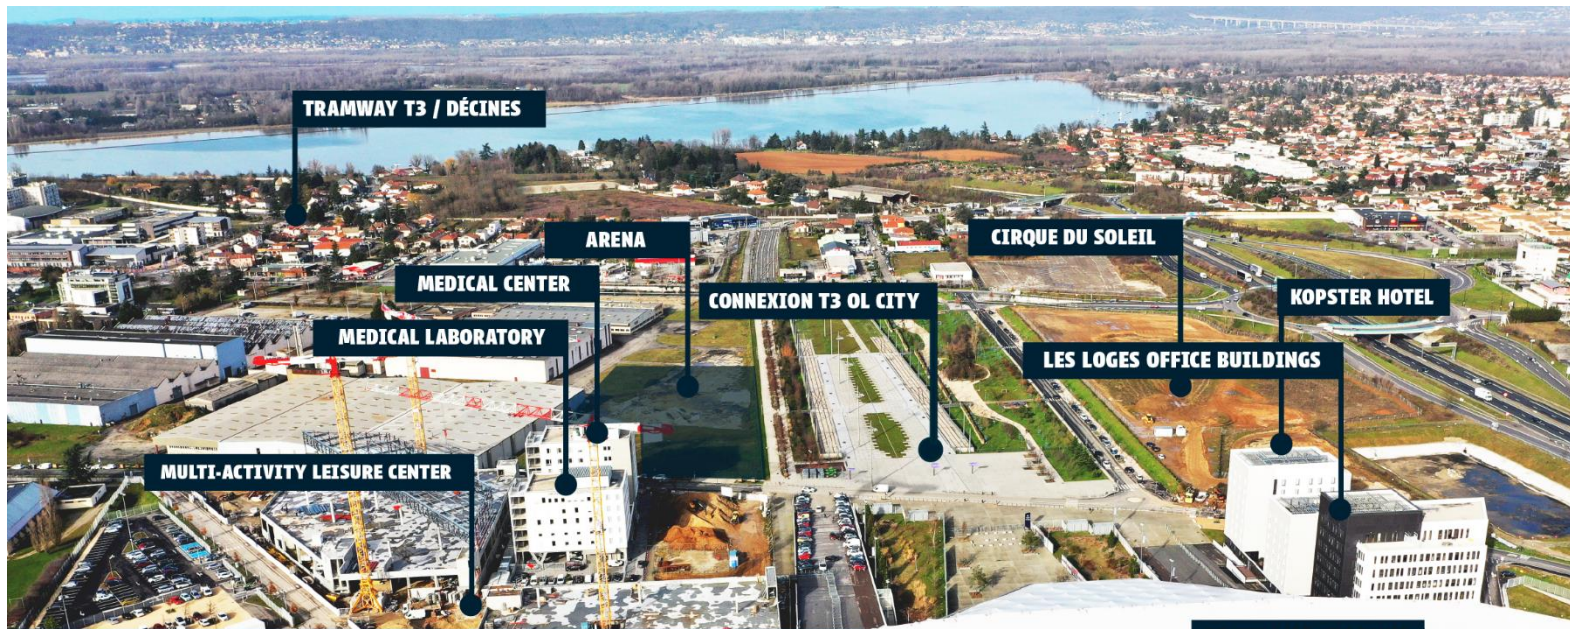 TRAMWAY T3 / DÉCINES
ARENA
CIRQUE DU SOLEIL
MEDICAL CENTER
CONNEXION T3 OL CITY
KOPSTER HOTEL
MEDICAL LABORATORY
LES LOGES OFFICE BUILDINGS
MULTI-ACTIVITY LEISURE CENTER